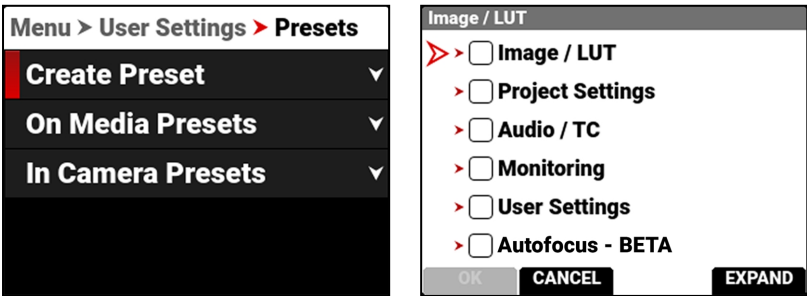 Menu > User Settings > Presets
Create Preset
On Media Presets
In Camera Presets
Image / LUT
Image / LUT
Project Settings
Audio / TC
Monitoring
User Settings
Autofocus - BETA
OK CANCEL EXPAND